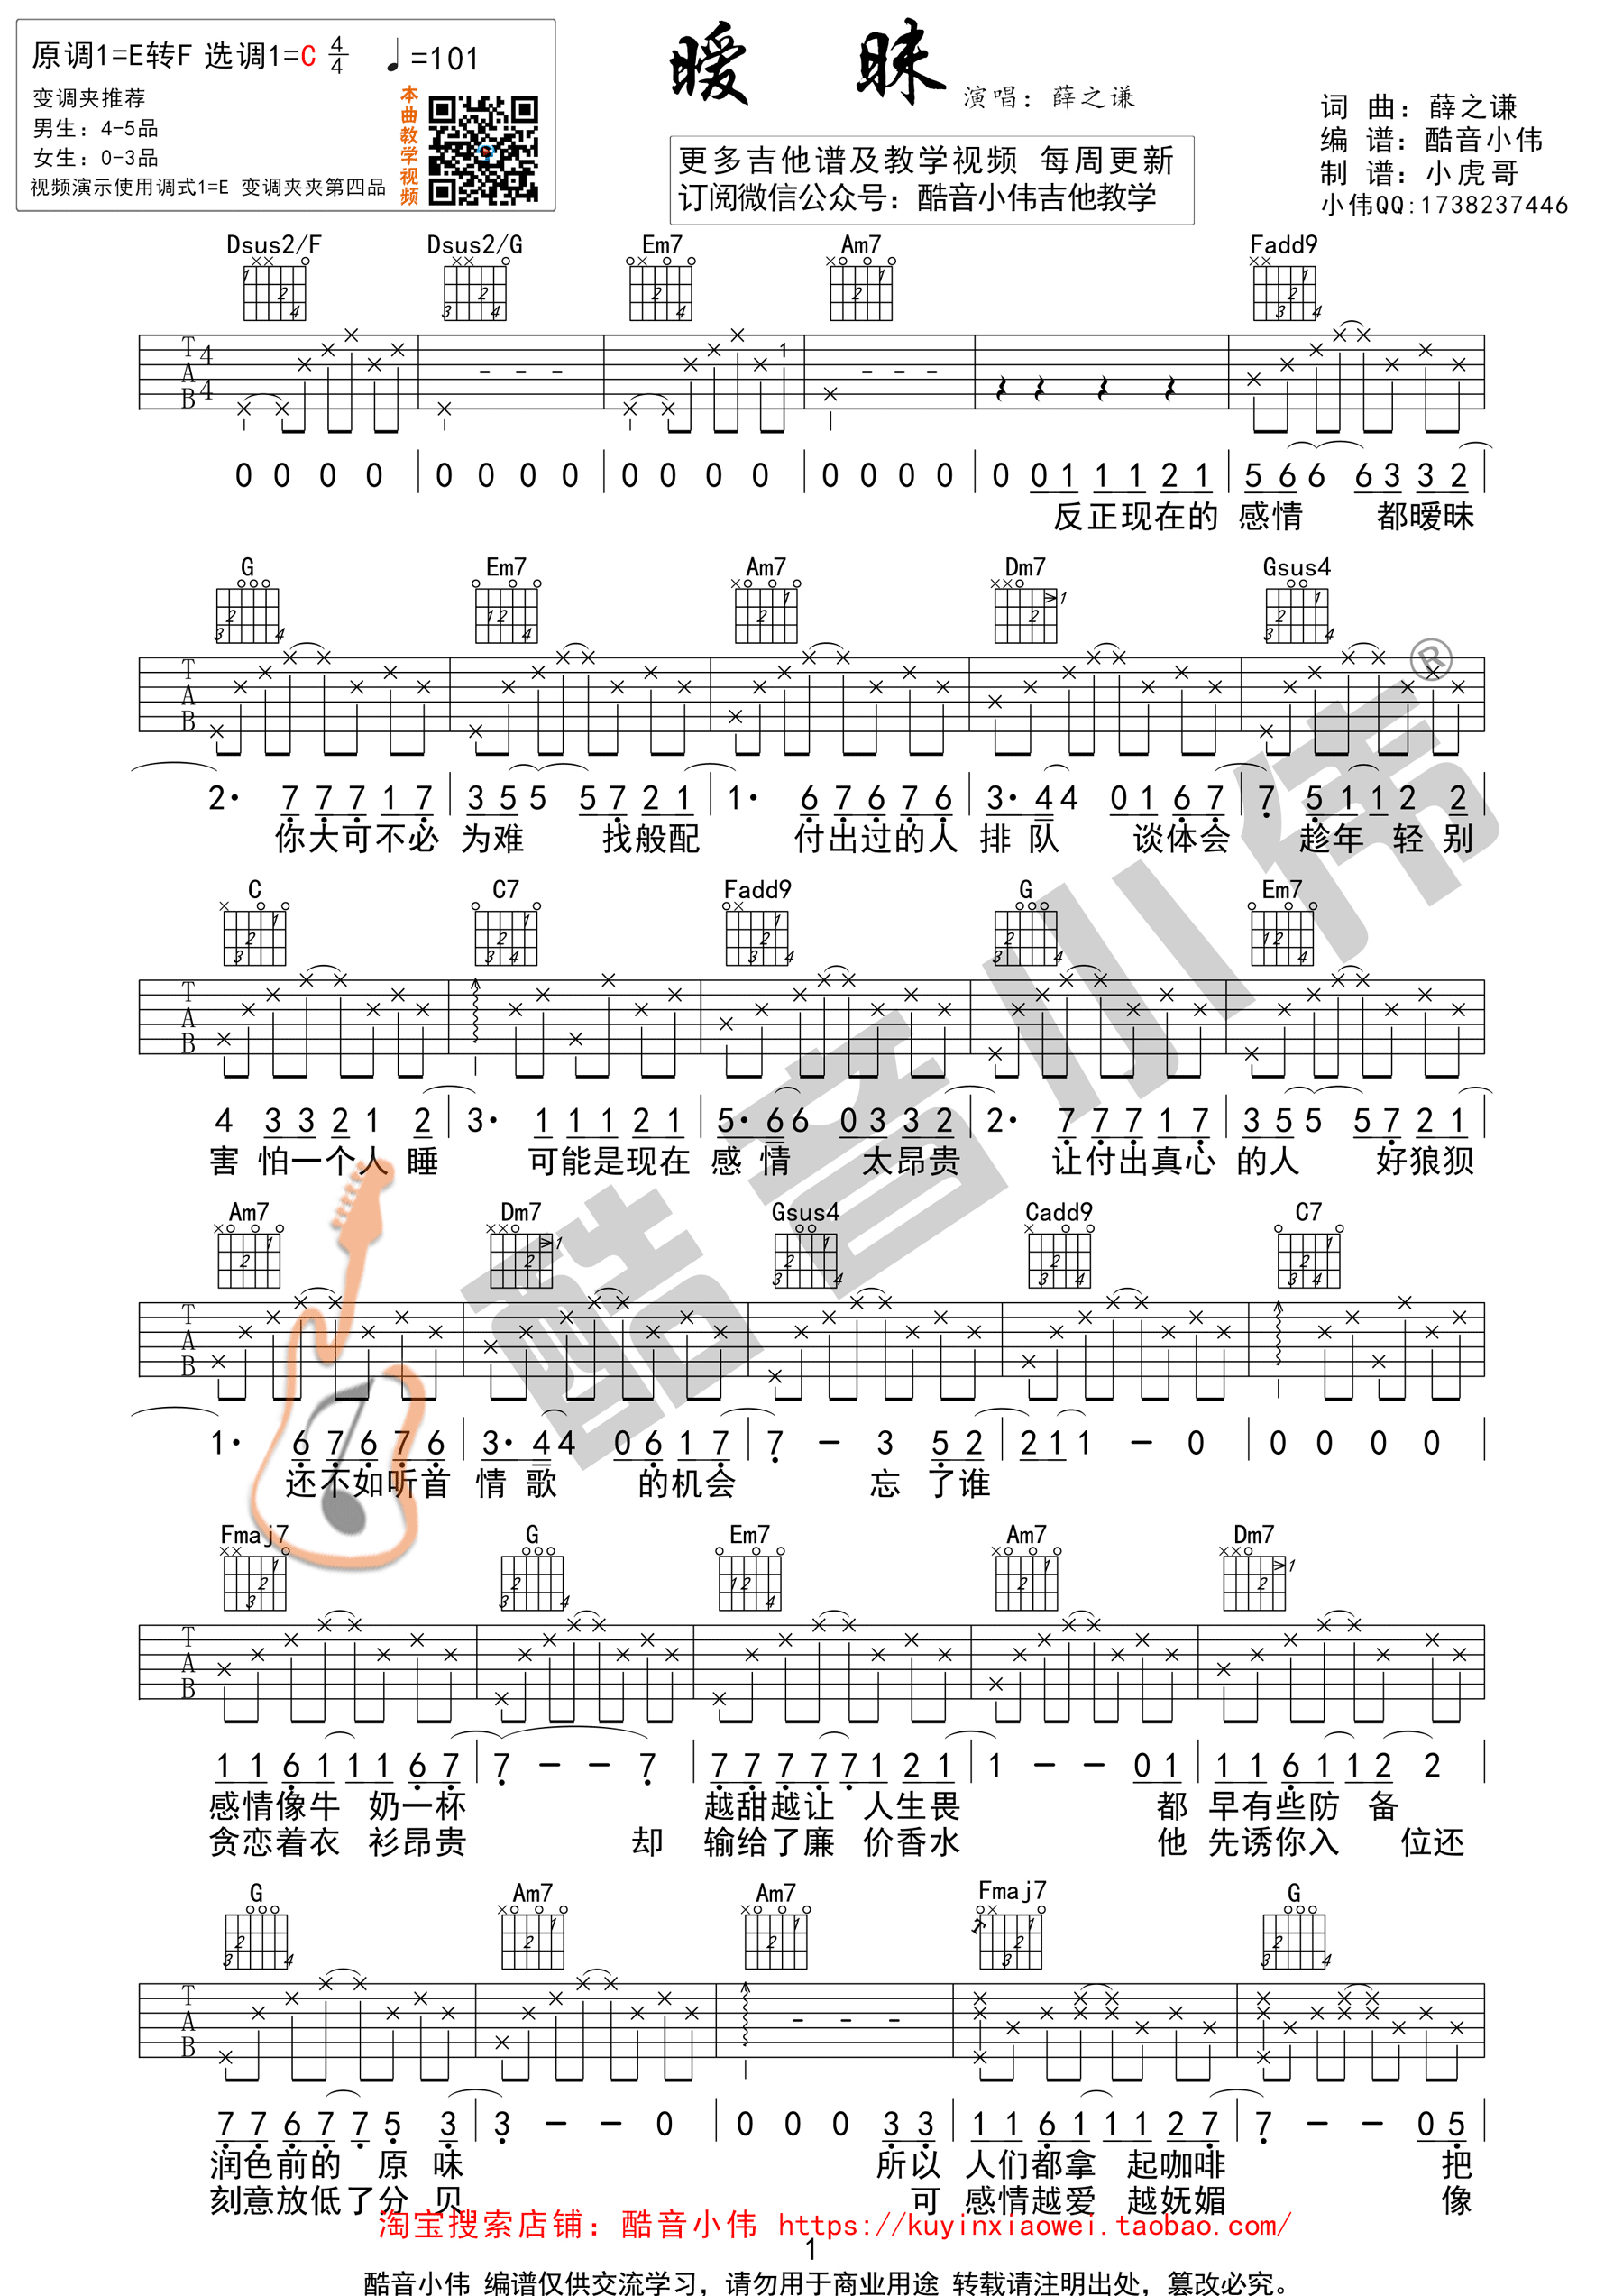 原调1=E转F 选调1=C 4/4 ♩=101
变调夹推荐
男生：4-5品
女生：0-3品
视频演示使用调式1=E 变调夹夹第四品
本曲教学视频
暧 昧
演唱：薛之谦
更多吉他谱及教学视频 每周更新
订阅微信公众号：酷音小伟吉他教学
词 曲：薛之谦
编 谱：酷音小伟
制 谱：小虎哥
小伟QQ:1738237446
Dsus2/F Dsus2/G Em7 Am7 Fadd9
T A B 4 4
0 0 0 0 | 0 0 0 0 | 0 0 0 0 | 0 0 0 0 | 0 0 1 1 1 2 1 | 5 6 6 6 3 3 2 |
反正现在的 感情 都暧昧
G Em7 Am7 Dm7 Gsus4
T A B
2· 7 7 7 1 7 | 3 5 5 5 7 2 1 | 1· 6 7 6 7 6 | 3· 4 4 0 1 6 7 | 7 5 1 1 2 2
你大可不必 为难 找般配 付出过的人 排 队 谈体会 趁年 轻 别
C C7 Fadd9 G Em7
T A B
4 3 3 2 1 2 | 3· 1 1 1 2 1 | 5· 6 6 0 3 3 2 | 2· 7 7 7 1 7 | 3 5 5 5 7 2 1 |
害 怕一个人 睡 可能是现在 感 情 太昂贵 让付出真心 的人 好狼狈
Am7 Dm7 Gsus4 Cadd9 C7
T A B
1· 6 7 6 7 6 | 3· 4 4 0 6 1 7 | 7 – 3 5 2 | 2 1 1 – 0 | 0 0 0 0 |
还不如听首 情 歌 的机会 忘 了谁
Fmaj7 G Em7 Am7 Dm7
T A B
1 1 6 1 1 1 6 7 | 7 – – 7 | 7 7 7 7 7 1 2 1 | 1 – – 0 1 | 1 1 6 1 1 2 2 |
感情像牛 奶一杯 越甜越让 人生畏 都 早有些防 备
贪恋着衣 衫昂贵 却 输给了廉 价香水 他 先诱你入 位还
G Am7 Am7 Fmaj7 G
T A B
7 7 6 7 7 5 3 | 3 – – 0 | 0 0 0 3 3 | 1 1 6 1 1 1 2 7 | 7 – – 0 5 |
润色前的 原 味 所以 人们都拿 起咖啡 把
刻意放低了分 贝 可 感情越爱 越妩媚 像
淘宝搜索店铺：酷音小伟 https://kuyinxiaowei.taobao.com/
1
酷音小伟 编谱仅供交流学习，请勿用于商业用途 转载请注明出处，篡改必究。
酷音小伟®